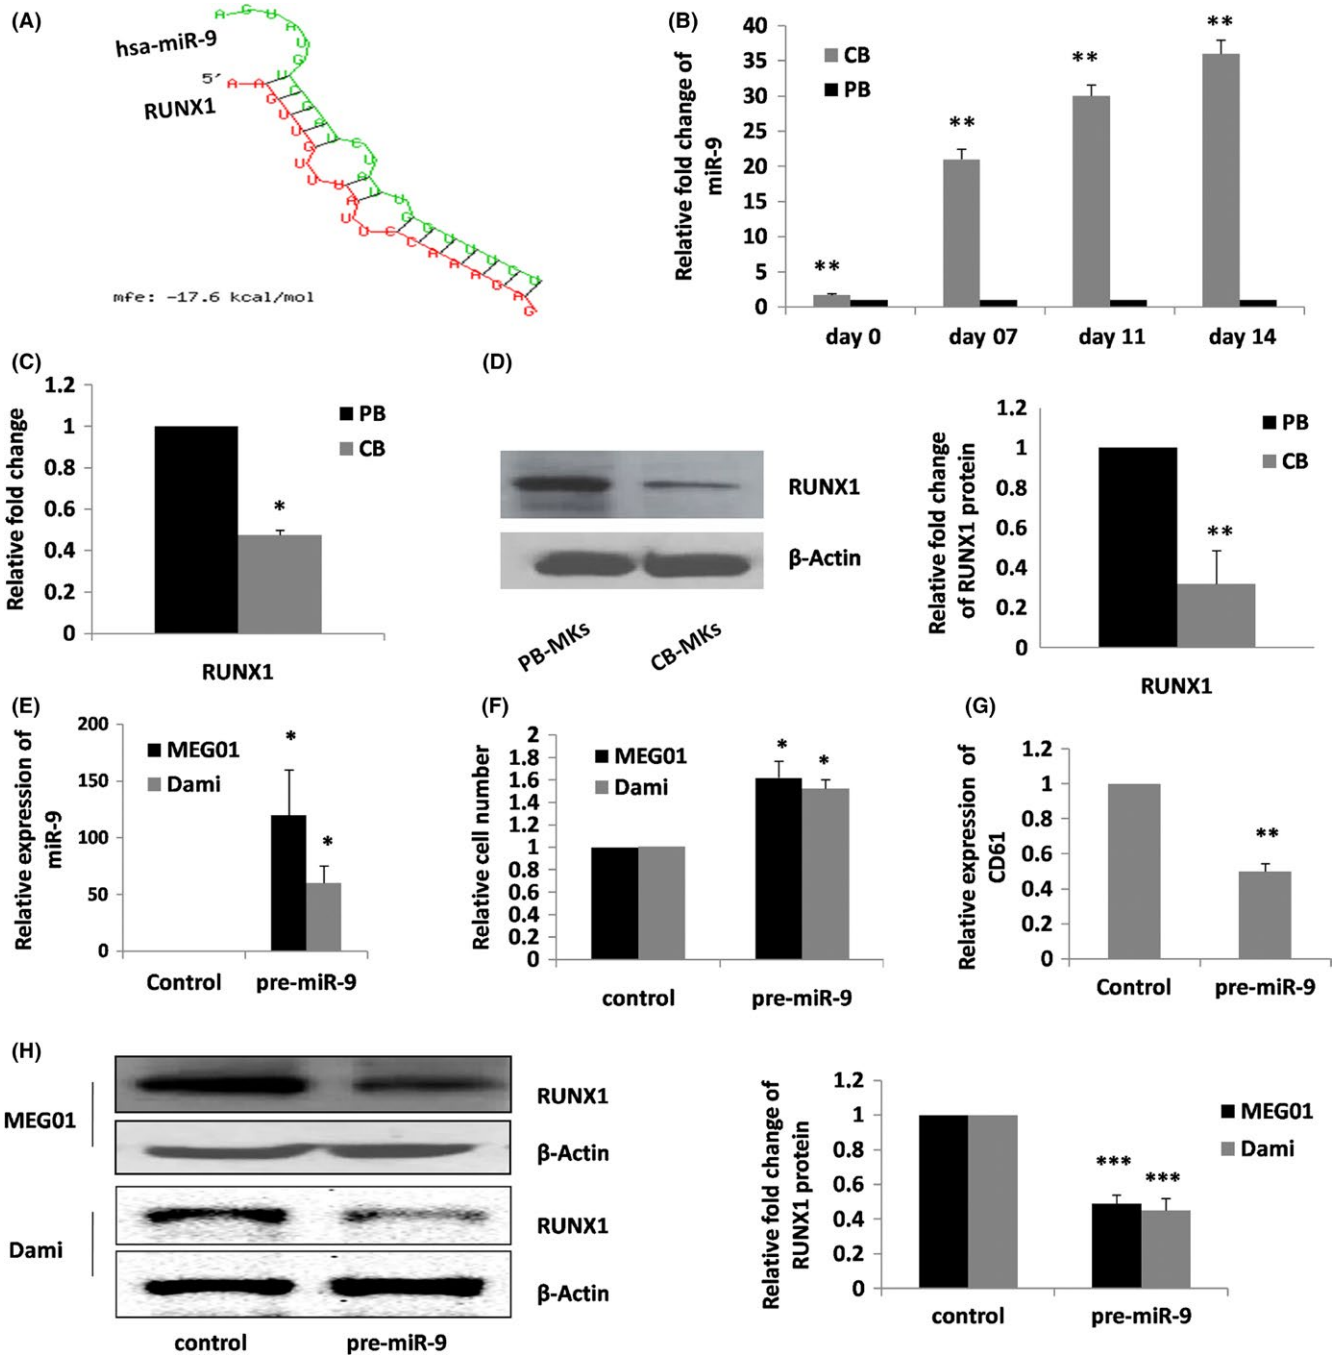 (A)
hsa-miR-9
5'
RUNX1
mfe: -17.6 kcal/mol
(B)
Relative fold change of
miR-9
40
35
30
25
20
15
10
5
0
CB
PB
**
**
**
**
day 0
day 07
day 11
day 14
(C)
Relative fold change
1.2
1
0.8
0.6
0.4
0.2
0
PB
CB
*
RUNX1
(D)
RUNX1
β-Actin
PB-MKs
CB-MKs
Relative fold change
of RUNX1 protein
1.2
1
0.8
0.6
0.4
0.2
0
PB
CB
**
RUNX1
(E)
Relative expression of
miR-9
200
150
100
50
0
MEG01
Dami
*
*
Control
pre-miR-9
(F)
Relative cell number
2
1.8
1.6
1.4
1.2
1
0.8
0.6
0.4
0.2
0
MEG01
Dami
*
*
control
pre-miR-9
(G)
Relative expression of
CD61
1.2
1
0.8
0.6
0.4
0.2
0
**
Control
pre-miR-9
(H)
MEG01
RUNX1
β-Actin
Dami
RUNX1
β-Actin
control
pre-miR-9
Relative fold change of
RUNX1 protein
1.2
1
0.8
0.6
0.4
0.2
0
MEG01
Dami
***
***
control
pre-miR-9